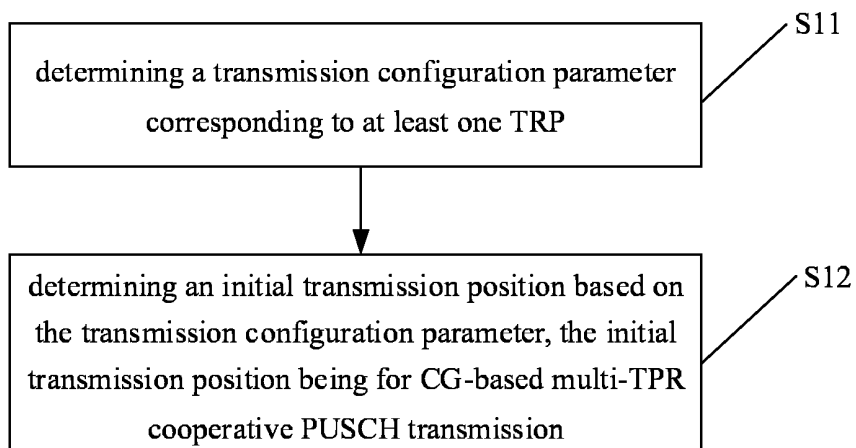 S11
determining a transmission configuration parameter
corresponding to at least one TRP
S12
determining an initial transmission position based on
the transmission configuration parameter, the initial
transmission position being for CG-based multi-TPR
cooperative PUSCH transmission